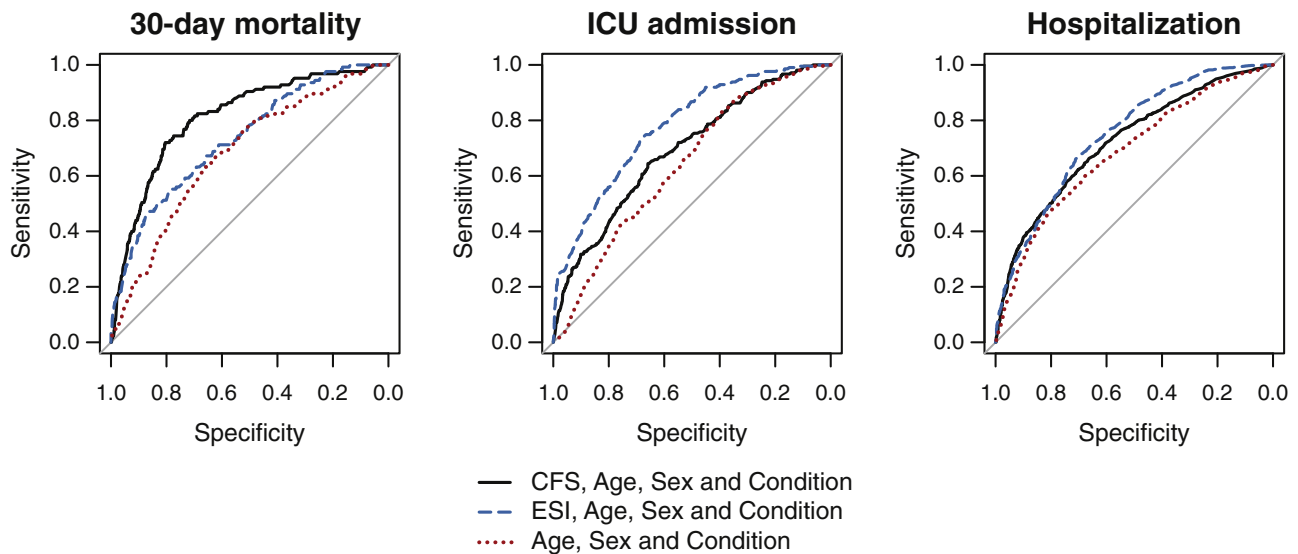 30-day mortality
ICU admission
Hospitalization
Sensitivity
1.0
0.8
0.6
0.4
0.2
0.0
1.0 0.8 0.6 0.4 0.2 0.0
Specificity
Sensitivity
1.0
0.8
0.6
0.4
0.2
0.0
1.0 0.8 0.6 0.4 0.2 0.0
Specificity
Sensitivity
1.0
0.8
0.6
0.4
0.2
0.0
1.0 0.8 0.6 0.4 0.2 0.0
Specificity
CFS, Age, Sex and Condition
ESI, Age, Sex and Condition
Age, Sex and Condition